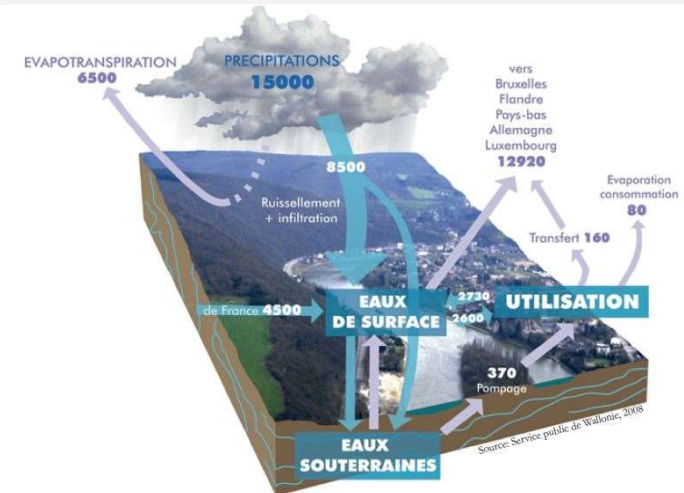 EVAPOTRANSPIRATION
6500
PRECIPITATIONS
15000
vers
Bruxelles
Flandre
Pays-bas
Allemagne
Luxembourg
12920
8500
Ruissellement
+ infiltration
Evaporation
consommation
80
Transfert 160
de France 4500
EAUX
DE SURFACE
2730
2600
UTILISATION
370
Pompage
EAUX
SOUTERRAINES
Source: Service public de Wallonie, 2008